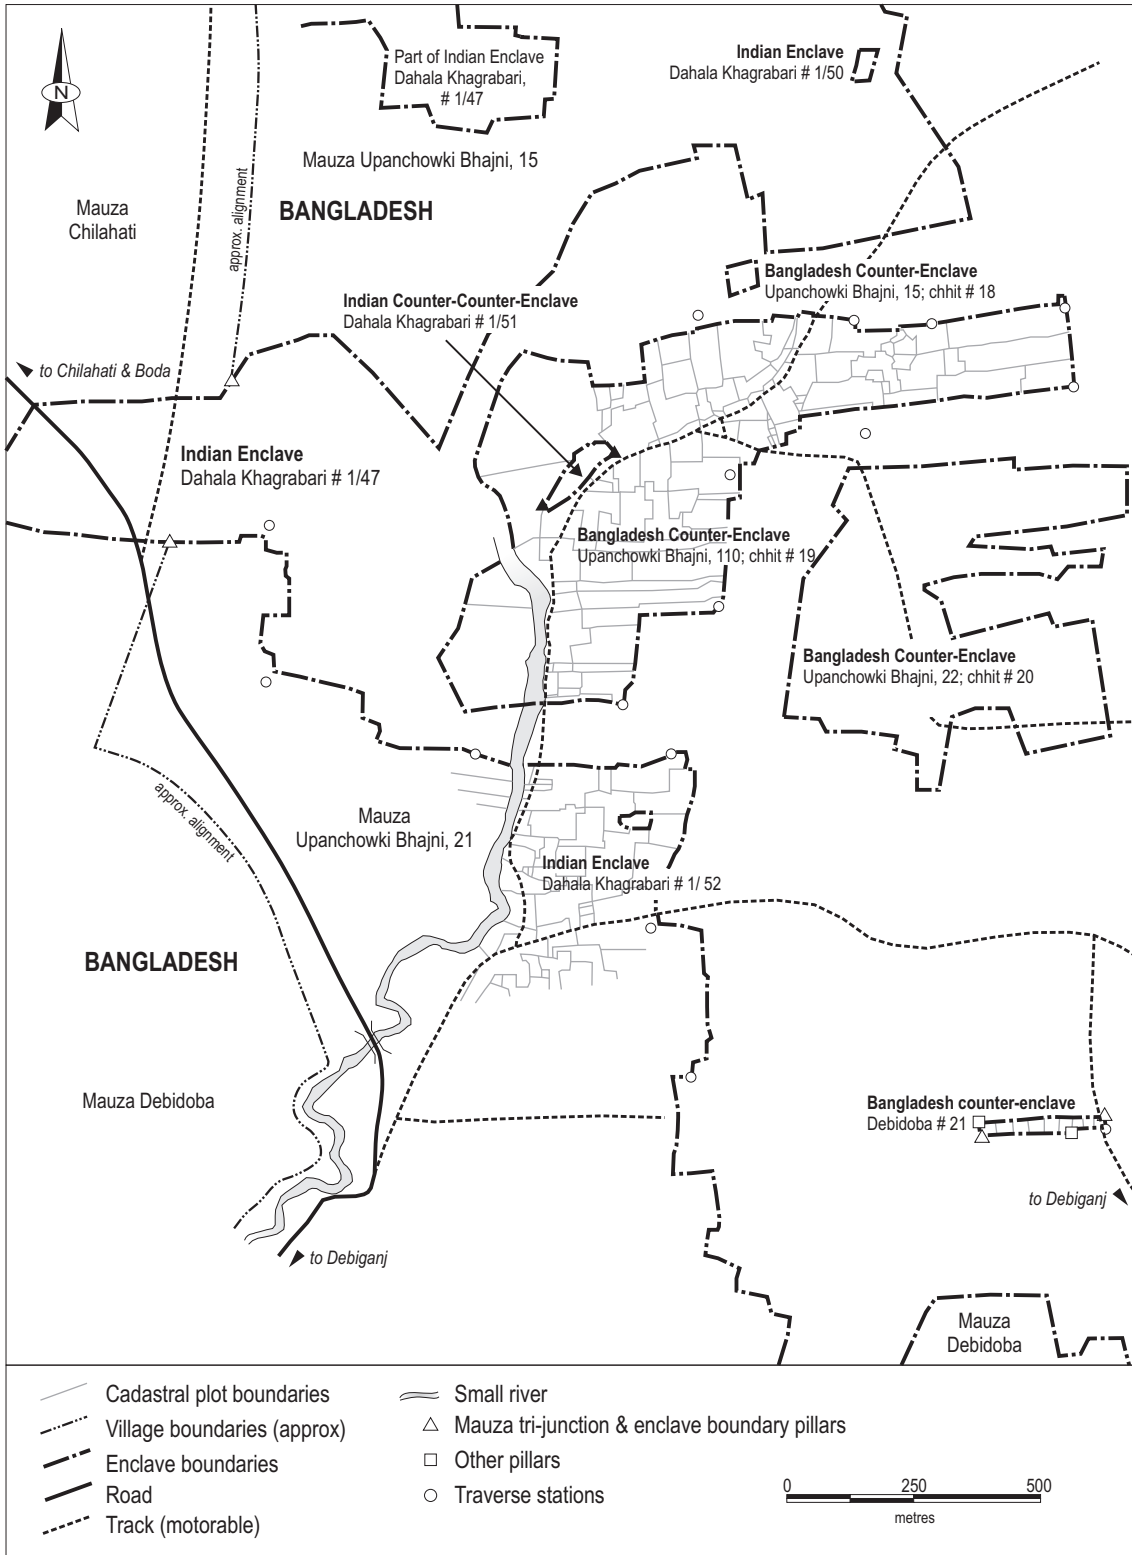 N
Part of Indian Enclave
Dahala Khagrabari,
# 1/47
Indian Enclave
Dahala Khagrabari # 1/50
Mauza Upanchowki Bhajni, 15
Mauza
Chilahati
approx. alignment
BANGLADESH
Bangladesh Counter-Enclave
Upanchowki Bhajni, 15; chhit # 18
Indian Counter-Counter-Enclave
Dahala Khagrabari # 1/51
to Chilahati & Boda
Indian Enclave
Dahala Khagrabari # 1/47
Bangladesh Counter-Enclave
Upanchowki Bhajni, 110; chhit # 19
Bangladesh Counter-Enclave
Upanchowki Bhajni, 22; chhit # 20
approx. alignment
Mauza
Upanchowki Bhajni, 21
Indian Enclave
Dahala Khagrabari # 1/ 52
BANGLADESH
Mauza Debidoba
Bangladesh counter-enclave
Debidoba # 21
to Debiganj
to Debiganj
Mauza
Debidoba
Cadastral plot boundaries
Village boundaries (approx)
Enclave boundaries
Road
Track (motorable)
Small river
Mauza tri-junction & enclave boundary pillars
Other pillars
Traverse stations
0 250 500
metres